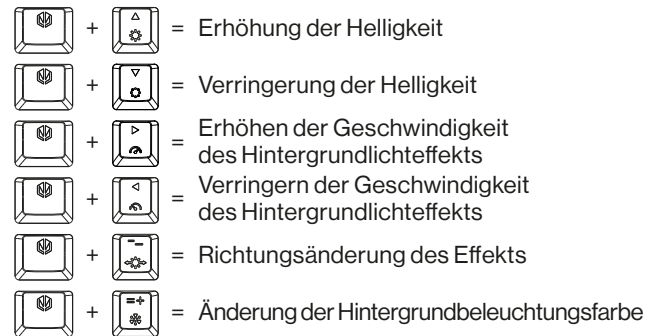 + = Erhöhung der Helligkeit
+ = Verringerung der Helligkeit
+ = Erhöhen der Geschwindigkeit
des Hintergrundlichteffekts
+ = Verringern der Geschwindigkeit
des Hintergrundlichteffekts
+ = Richtungsänderung des Effekts
+ = Änderung der Hintergrundbeleuchtungsfarbe